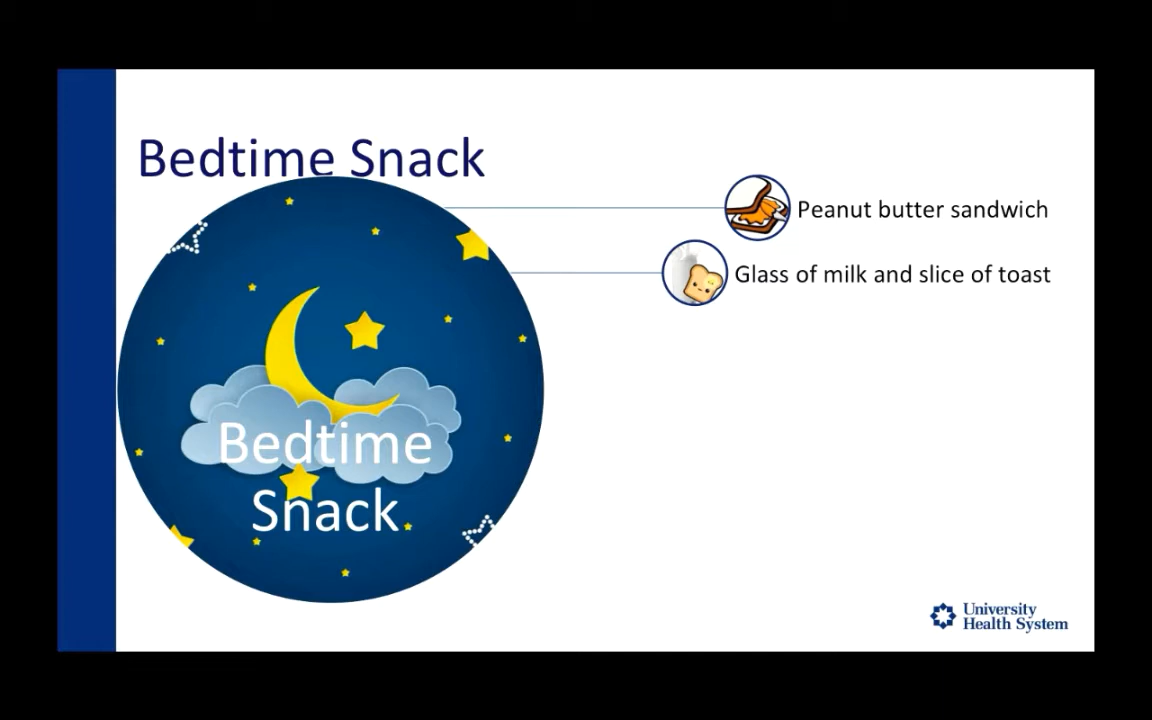 Bedtime Snack
Peanut butter sandwich
Glass of milk and slice of toast
Bedtime
Snack
University
Health System